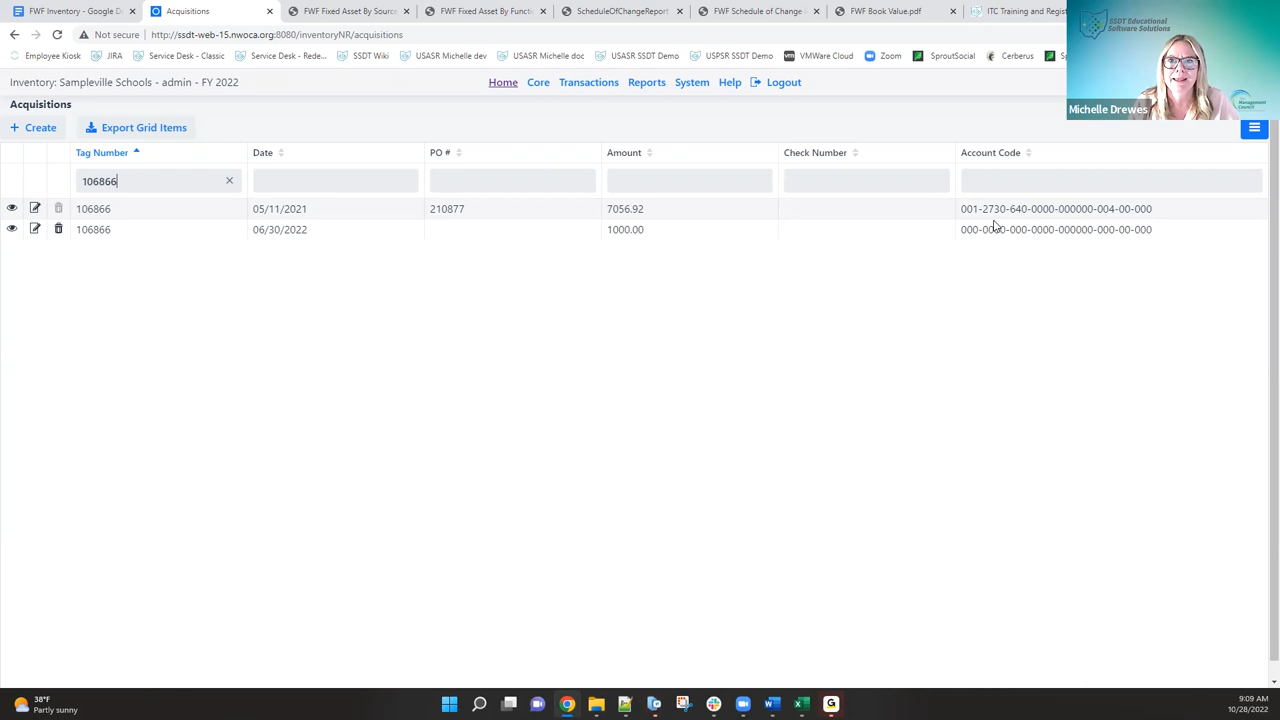 FWF Inventory - Google D
Acquisitions
FWF Fixed Asset By Source
FWF Fixed Asset By Functi
ScheduleOfChangeReport
FWF Schedule of Change
FWF Book Value.pdf
ITC Training and Regist
Not secure
http://ssdt-web-15.nwoca.org:8080/inventoryNR/acquisitions
Employee Kiosk
JIRA
Service Desk - Classic
Service Desk - Rede...
SSDT Wiki
USASR Michelle dev
USASR Michelle doc
USASR SSDT Demo
USPSR SSDT Demo
VMWare Cloud
Zoom
SproutSocial
Cerberus
SSDT Educational
Software Solutions
Management
Council
Michelle Drewes
Inventory: Sampleville Schools - admin - FY 2022
Home
Core
Transactions
Reports
System
Help
Logout
Acquisitions
+ Create
Export Grid Items
Tag Number
Date
PO #
Amount
Check Number
Account Code
106866
106866
05/11/2021
210877
7056.92
001-2730-640-0000-000000-004-00-000
106866
06/30/2022
1000.00
000-0000-000-0000-000000-000-00-000
38°F
Partly sunny
9:09 AM
10/28/2022